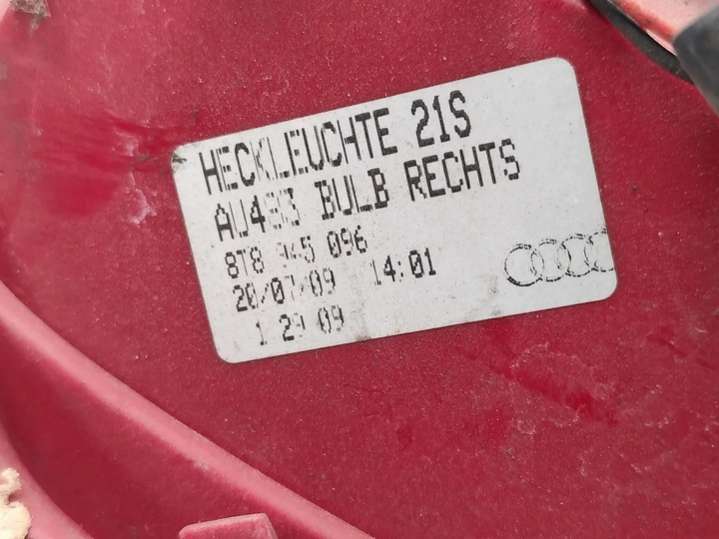 HECKLEUCHTE 21S
AU483 BULB RECHTS
8T8 945 096
20/07/09 14:01
1 29 09